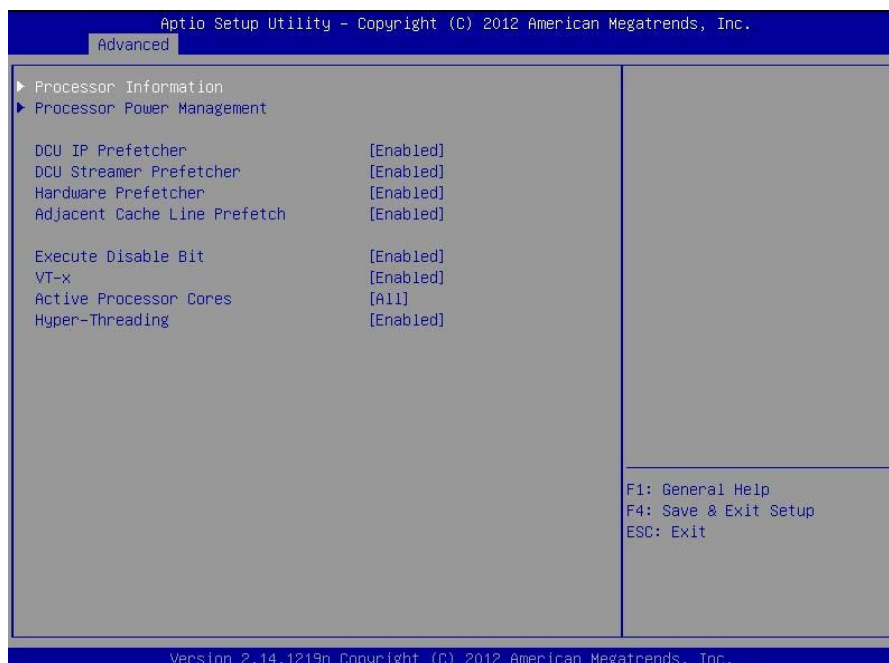 Aptio Setup Utility – Copyright (C) 2012 American Megatrends, Inc.
Advanced
Processor Information
Processor Power Management
DCU IP Prefetcher [Enabled]
DCU Streamer Prefetcher [Enabled]
Hardware Prefetcher [Enabled]
Adjacent Cache Line Prefetch [Enabled]
Execute Disable Bit [Enabled]
VT-x [Enabled]
Active Processor Cores [All]
Hyper-Threading [Enabled]
F1: General Help
F4: Save & Exit Setup
ESC: Exit
Version 2.14.1219n Copyright (C) 2012 American Megatrends, Inc.